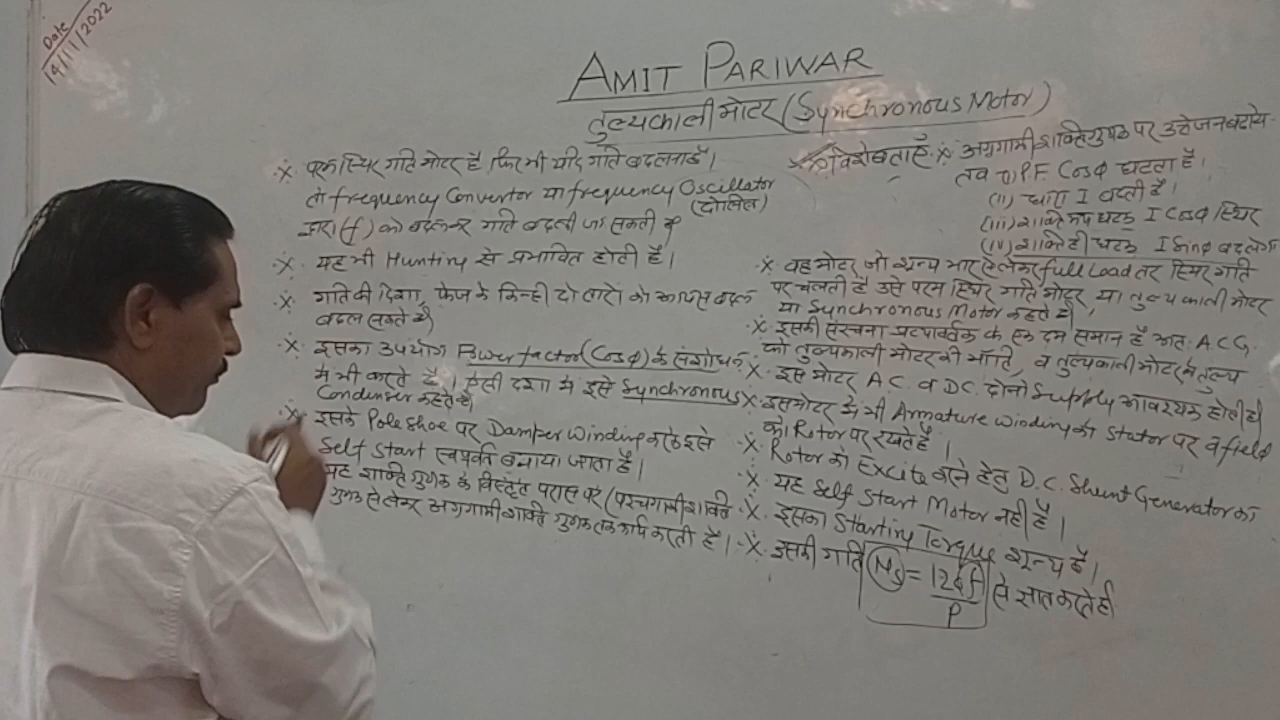 Date
14/11/2022
AMIT PARIWAR
तुल्यकाली मोटर (Synchronous Motor)
परम स्थिर गति मोटर है, फिर भी यदि गति बदलना है।
तो frequency Convertor या frequency Oscillator
(दोलित्र)
द्वारा (f) को बदलकर गति बदली जा सकती है
यह भी Hunting से प्रभावित होती है।
गति की दिशा, फेज के किन्ही दो तारों को आपस बदल
बदल सकते है
इसका उपयोग Power factor (Cosφ) के संशोधन
में भी करते है। ऐसी दशा में इसे Synchronous
Condenser कहते है।
इसके Pole Shoe पर Damper Winding करके इसे
Self Start बनाया जाता है।
यह शक्ति गुणक के विस्तृत परास पर (पश्चगामी शक्ति
गुणक से लेकर अग्रगामी शक्ति गुणक तक कार्य करती है।
विशेषताएँ. अग्रगामी शक्ति गुणक पर उत्तेजन बढाये
तब (i) P.F. Cosφ घटता है।
(ii) धारा I बढती है।
(iii) घटक I Cosφ स्थिर
(iv) घटक I Sinφ
वह मोटर जो शून्य भार से लेकर full Load तक स्थिर गति
पर चलती है उसे परम स्थिर गति मोटर, या तुल्यकाली मोटर
या Synchronous Motor कहते है।
इसकी संरचना प्रत्यावर्तक के एक दम समान है अतः A.C.G.
को तुल्यकाली मोटर की भाँति, व तुल्यकाली मोटर
इस मोटर A.C. व D.C. दोनो Supply आवश्यक होती है।
इस मोटर में भी Armature winding को Stator पर व field
को Rotor पर रखते है।
Rotor को Excite करने हेतु D.C. Shunt Generator का
यह Self Start Motor नही है।
इसका Starting Torque शून्य है।
इसकी गति Ns = 120f/P से ज्ञात करते है।